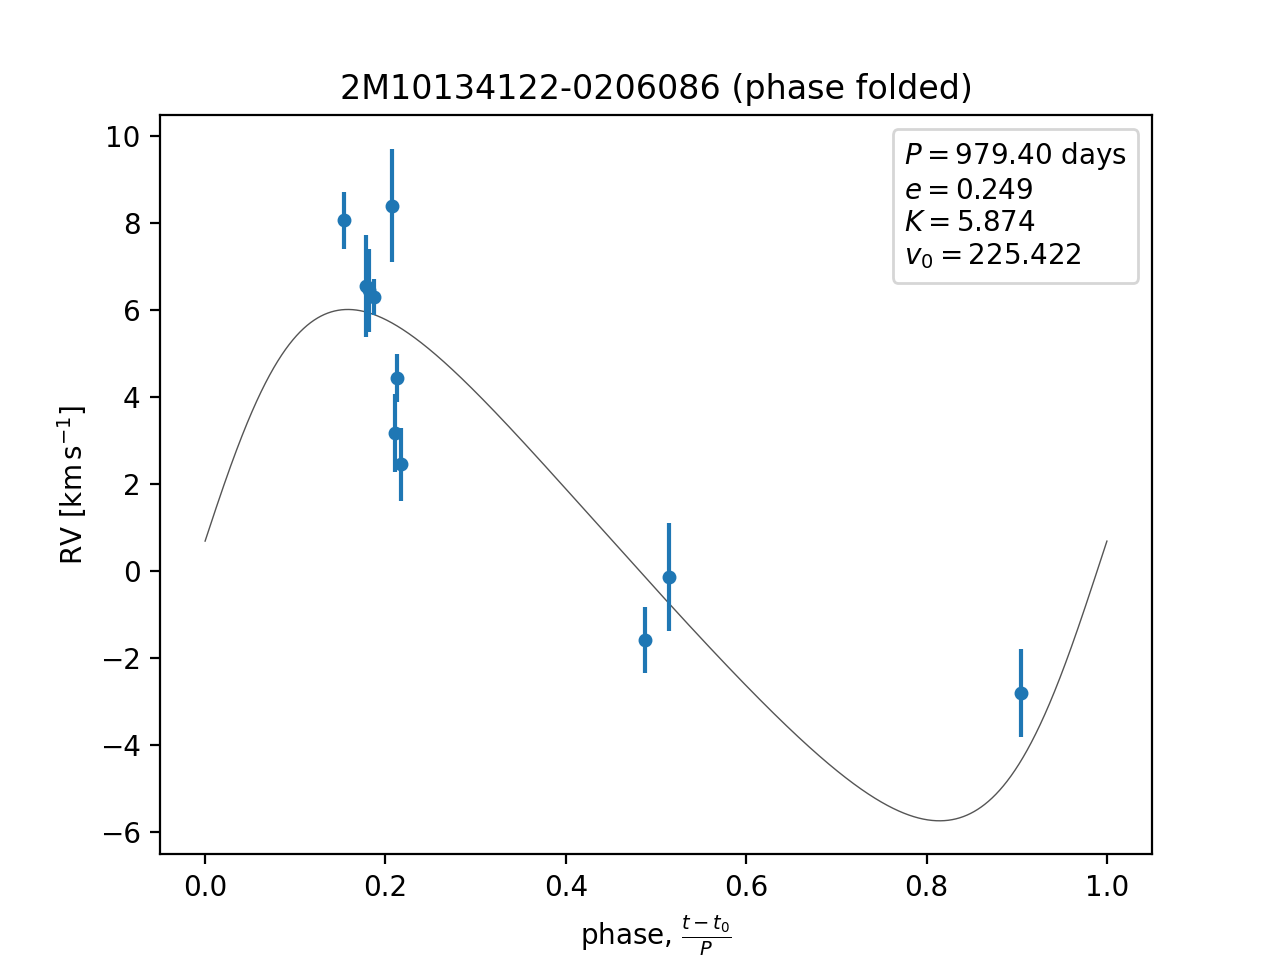 2M10134122-0206086 (phase folded)
P = 979.40 days
e = 0.249
K = 5.874
v₀ = 225.422
RV [km s⁻¹]
10
8
6
4
2
0
−2
−4
−6
0.0 0.2 0.4 0.6 0.8 1.0
phase, (t − t₀)/P